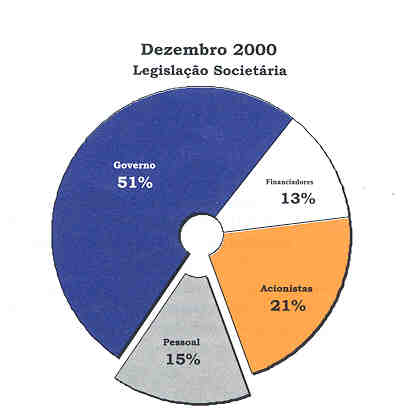 Dezembro 2000
Legislação Societária
Governo
51%
Financiadores
13%
Acionistas
21%
Pessoal
15%